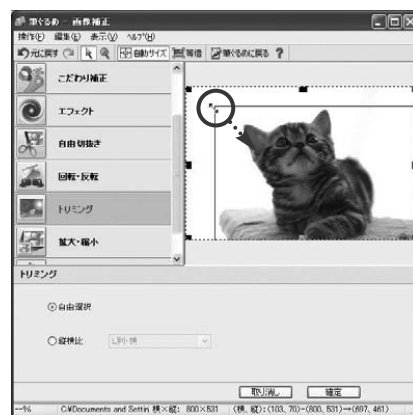 筆ぐるめ - 画像補正
操作(F) 編集(E) 表示(V) ヘルプ(H)
元に戻す 自動サイズ 等倍 筆ぐるめに戻る ?
こだわり補正
エフェクト
自由切抜き
回転・反転
トリミング
拡大・縮小
トリミング
自由選択
縦横比 L判-横
取り消し 確定
--% C:¥Documents and Settin 横×縦: 800×531 (横, 縦):(103, 70)-(800, 531)→(697, 461)